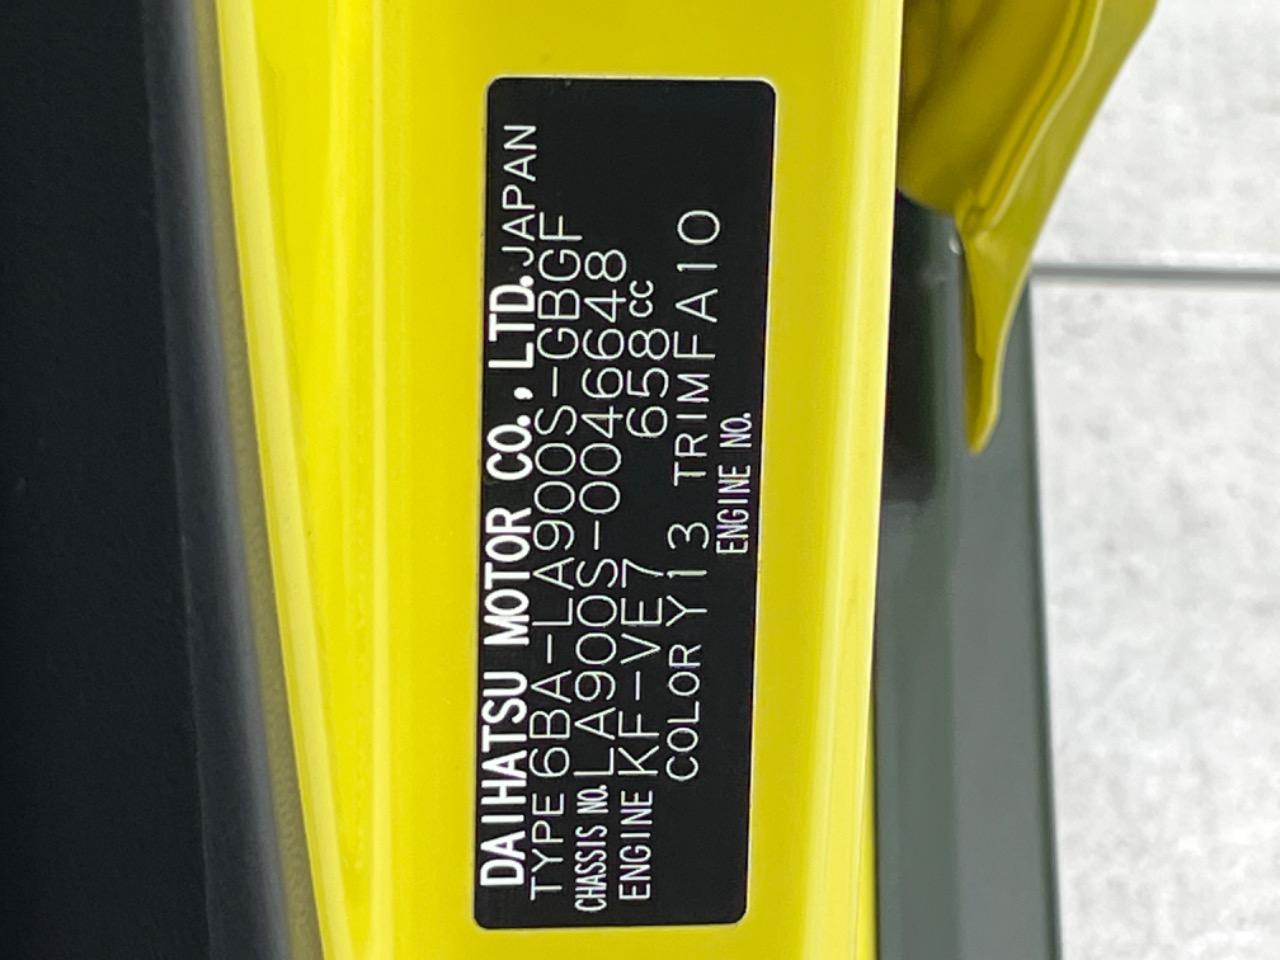 DAIHATSU MOTOR CO., LTD. JAPAN
TYPE 6BA-LA900S-GBGF
CHASSIS NO. LA900S-0046648
ENGINE KF-VE7 658cc
COLOR Y13 TRIM FA10
ENGINE NO.